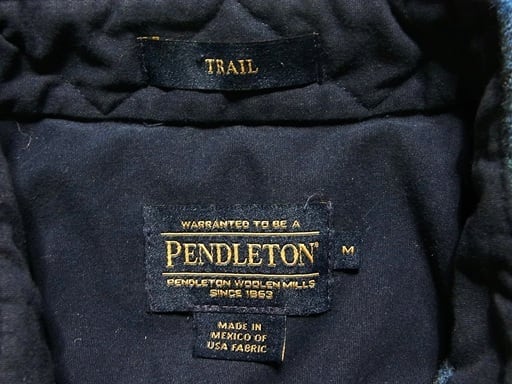 TRAIL
WARRANTED TO BE A
PENDLETON®
M
PENDLETON WOOLEN MILLS
SINCE 1863
MADE IN
MEXICO OF
USA FABRIC